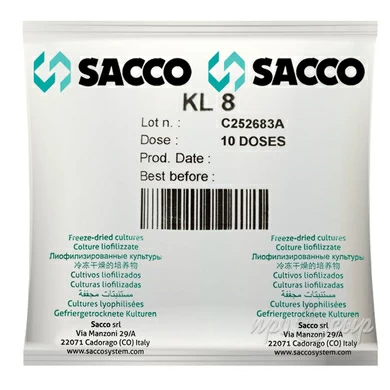 SACCO SACCO
KL 8
Lot n. : C252683A
Dose : 10 DOSES
Prod. Date :
Best before :
Freeze-dried cultures Freeze-dried cultures
Culture liofilizzate Culture liofilizzate
Лиофилизированные культуры Лиофилизированные культуры
冷冻干燥的培养物 冷冻干燥的培养物
Cultivos liofilizados Cultivos liofilizados
Culturas liofilizadas Culturas liofilizadas
مستنبتات مجففة مستنبتات مجففة
Cultures lyophilisées Cultures lyophilisées
Gefriergetrocknete Kulturen Gefriergetrocknete Kulturen
Sacco srl Sacco srl
Via Manzoni 29/A Via Manzoni 29/A
22071 Cadorago (CO) Italy 22071 Cadorago (CO) Italy
www.saccosystem.com www.saccosystem.com